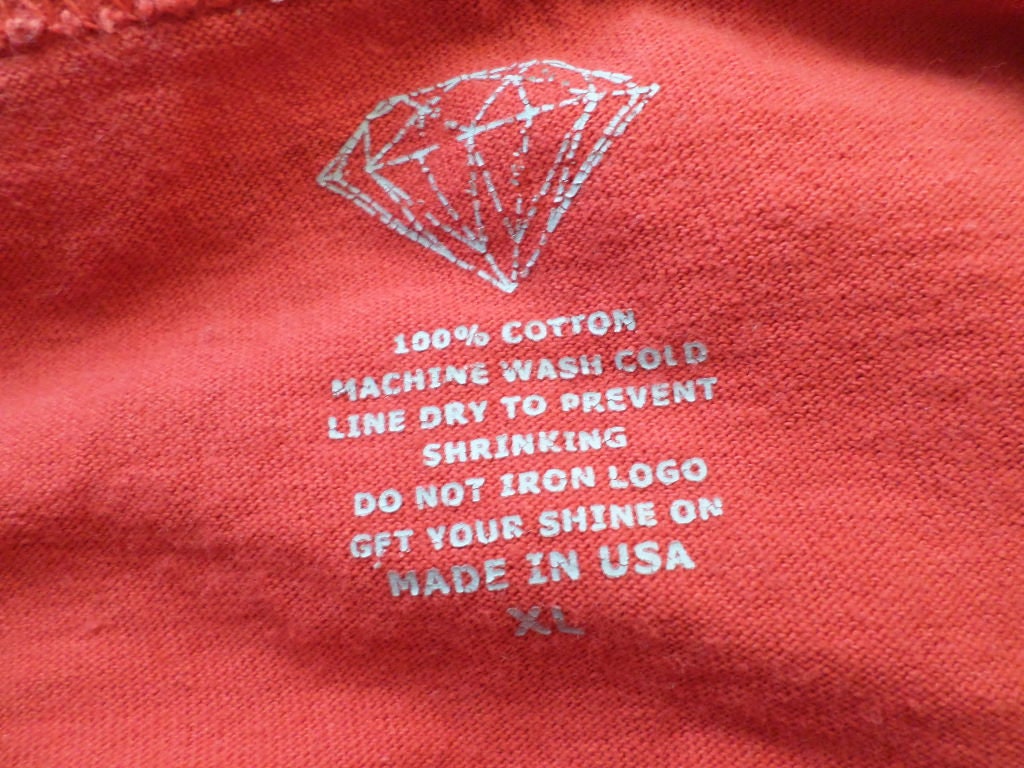 100% COTTON
MACHINE WASH COLD
LINE DRY TO PREVENT
SHRINKING
DO NOT IRON LOGO
GET YOUR SHINE ON
MADE IN USA
XL